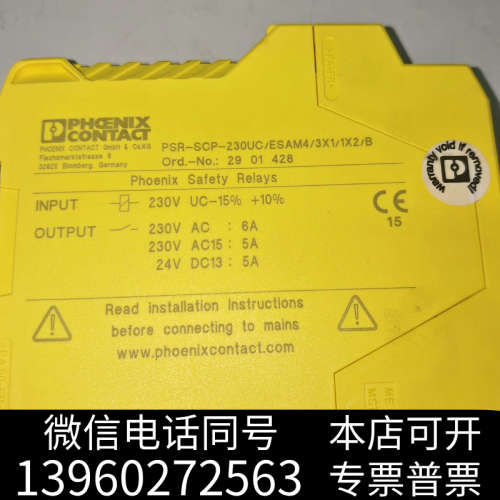 PHŒNIX
CONTACT
PHOENIX CONTACT GmbH & Co.KG
Flachsmarktstrasse 8
32825 Blomberg, Germany
PSR-SCP-230UC/ESAM4/3X1/1X2/B
Ord.-No.: 29 01 428
warranty void if removed!
Phoenix Safety Relays
INPUT 230V UC-15% +10%
OUTPUT 230V AC : 6A
230V AC15 : 5A
24V DC13 : 5A
CE
15
Read installation Instructions
before connecting to mains
www.phoenixcontact.com
微信电话同号
13960272563
本店可开
专票普票